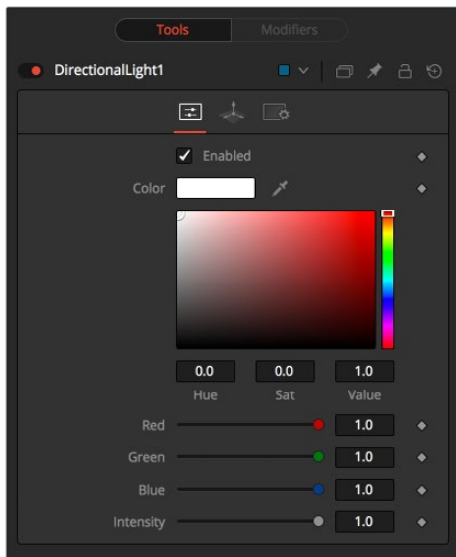 Tools Modifiers
DirectionalLight1
Enabled
Color
0.0 0.0 1.0
Hue Sat Value
Red 1.0
Green 1.0
Blue 1.0
Intensity 1.0